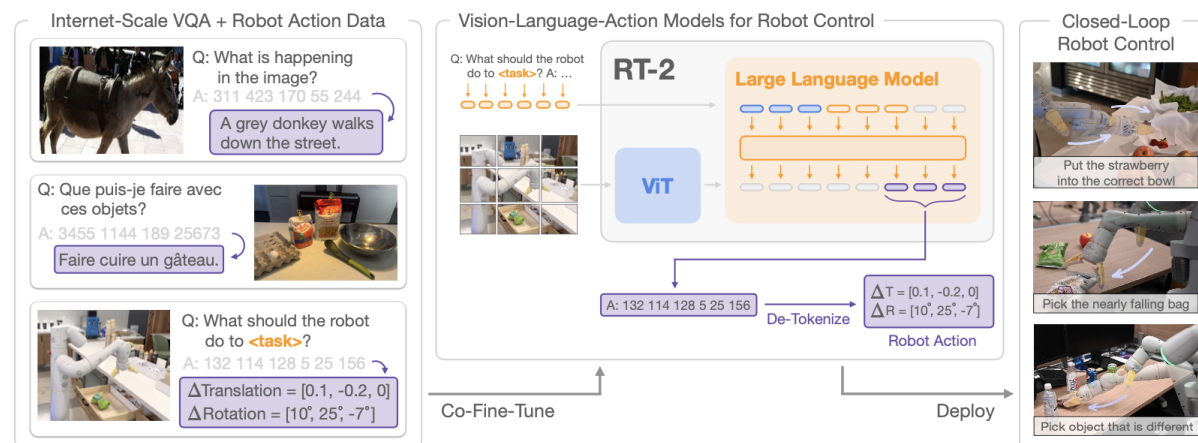 Internet-Scale VQA + Robot Action Data
Q: What is happening
in the image?
A: 311 423 170 55 244
A grey donkey walks
down the street.
Q: Que puis-je faire avec
ces objets?
A: 3455 1144 189 25673
Faire cuire un gâteau.
Q: What should the robot
do to <task>?
A: 132 114 128 5 25 156
ΔTranslation = [0.1, -0.2, 0]
ΔRotation = [10°, 25°, -7°]
Co-Fine-Tune
Vision-Language-Action Models for Robot Control
Q: What should the robot
do to <task>? A: …
RT-2
Large Language Model
ViT
A: 132 114 128 5 25 156
De-Tokenize
ΔT = [0.1, -0.2, 0]
ΔR = [10°, 25°, -7°]
Robot Action
Deploy
Closed-Loop
Robot Control
Put the strawberry
into the correct bowl
Pick the nearly falling bag
Pick object that is different